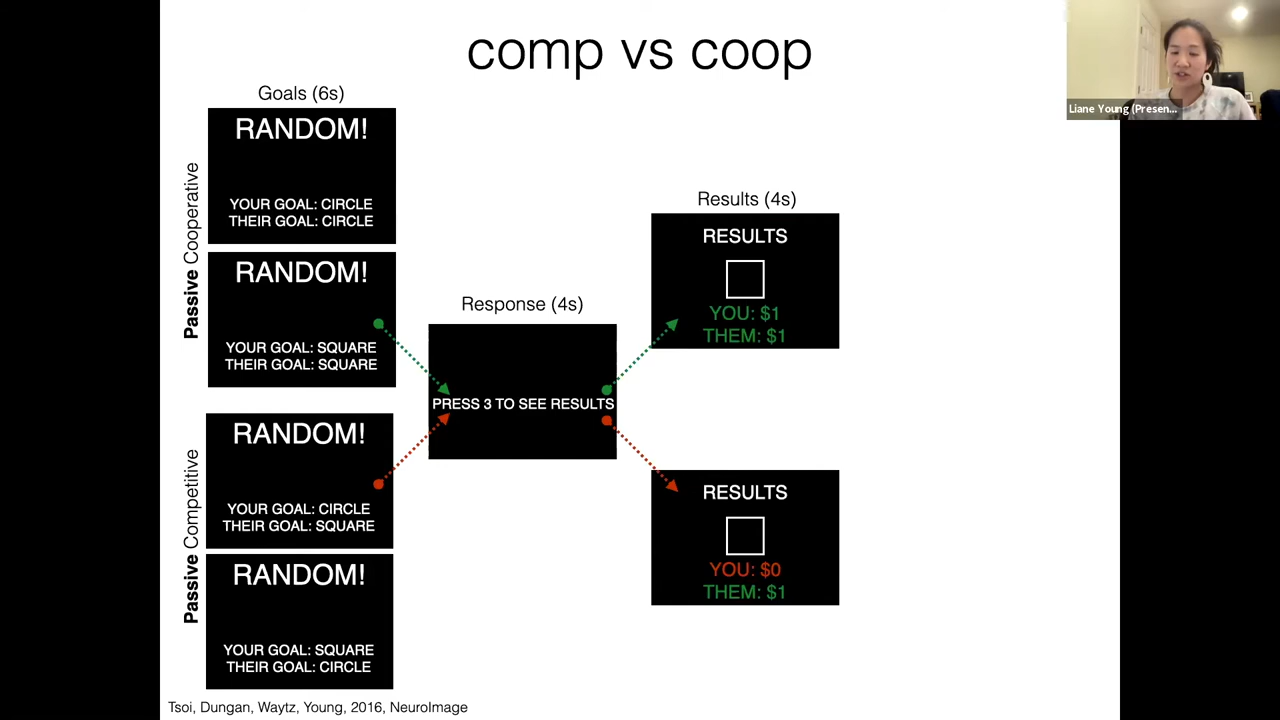 comp vs coop
Liane Young (Presen...
Goals (6s)
Passive Cooperative
RANDOM!
YOUR GOAL: CIRCLE
THEIR GOAL: CIRCLE
RANDOM!
YOUR GOAL: SQUARE
THEIR GOAL: SQUARE
Passive Competitive
RANDOM!
YOUR GOAL: CIRCLE
THEIR GOAL: SQUARE
RANDOM!
YOUR GOAL: SQUARE
THEIR GOAL: CIRCLE
Response (4s)
PRESS 3 TO SEE RESULTS
Results (4s)
RESULTS
YOU: $1
THEM: $1
RESULTS
YOU: $0
THEM: $1
Tsoi, Dungan, Waytz, Young, 2016, NeuroImage